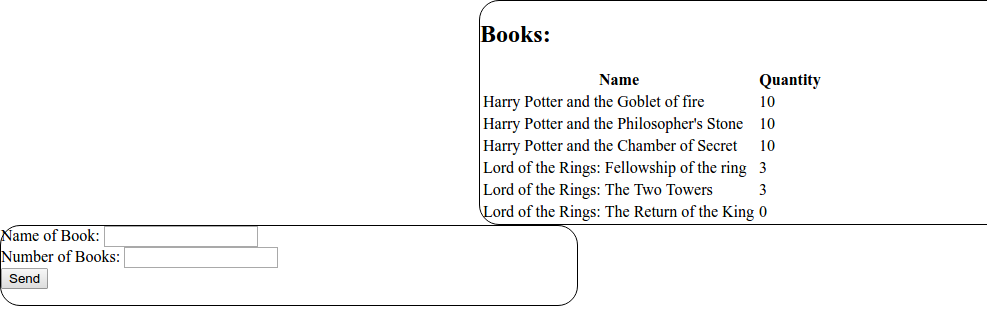 Books:
Name Quantity
Harry Potter and the Goblet of fire 10
Harry Potter and the Philosopher's Stone 10
Harry Potter and the Chamber of Secret 10
Lord of the Rings: Fellowship of the ring 3
Lord of the Rings: The Two Towers 3
Lord of the Rings: The Return of the King 0
Name of Book:
Number of Books:
Send